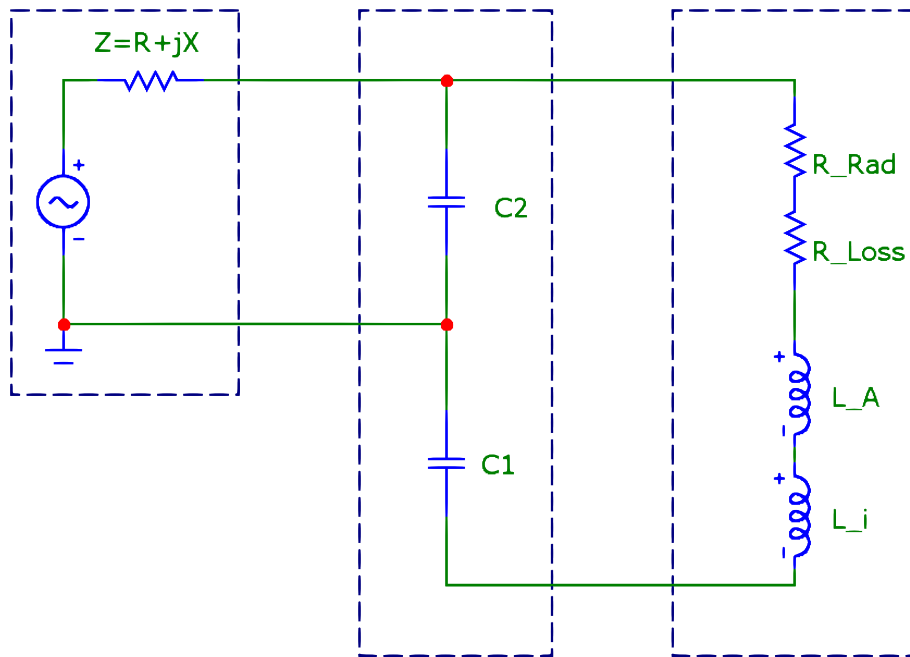 Z=R+jX
+
-
C2
R_Rad
R_Loss
+
L_A
-
C1
+
L_i
-